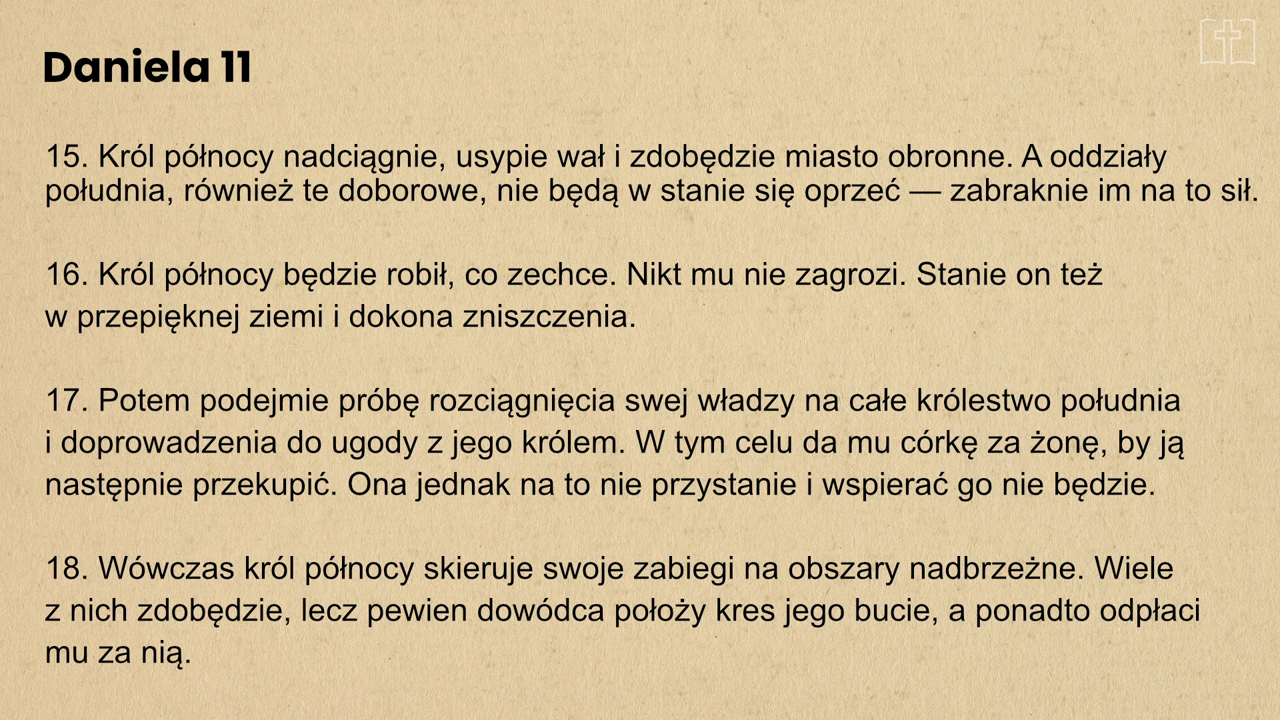 Daniela 11
15. Król północy nadciągnie, usypie wał i zdobędzie miasto obronne. A oddziały
południa, również te doborowe, nie będą w stanie się oprzeć — zabraknie im na to sił.
16. Król północy będzie robił, co zechce. Nikt mu nie zagrozi. Stanie on też
w przepięknej ziemi i dokona zniszczenia.
17. Potem podejmie próbę rozciągnięcia swej władzy na całe królestwo południa
i doprowadzenia do ugody z jego królem. W tym celu da mu córkę za żonę, by ją
następnie przekupić. Ona jednak na to nie przystanie i wspierać go nie będzie.
18. Wówczas król północy skieruje swoje zabiegi na obszary nadbrzeżne. Wiele
z nich zdobędzie, lecz pewien dowódca położy kres jego bucie, a ponadto odpłaci
mu za nią.